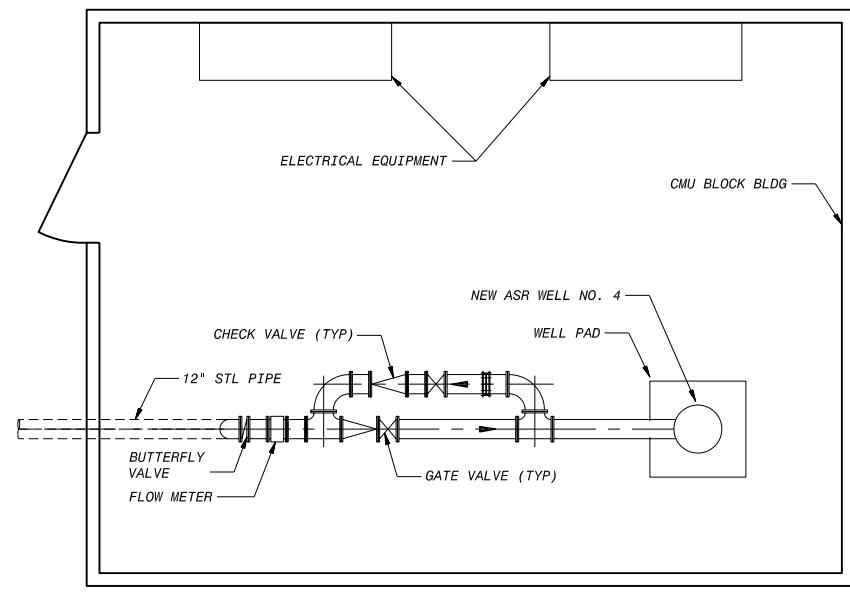 ELECTRICAL EQUIPMENT
CMU BLOCK BLDG
NEW ASR WELL NO. 4
CHECK VALVE (TYP)
WELL PAD
12" STL PIPE
BUTTERFLY
VALVE
GATE VALVE (TYP)
FLOW METER